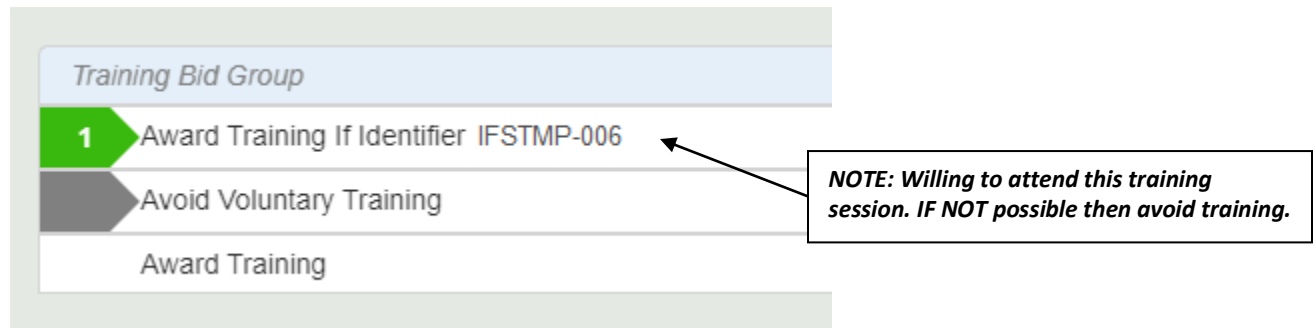 Training Bid Group
1 Award Training If Identifier IFSTMP-006
Avoid Voluntary Training
Award Training
NOTE: Willing to attend this training
session. IF NOT possible then avoid training.